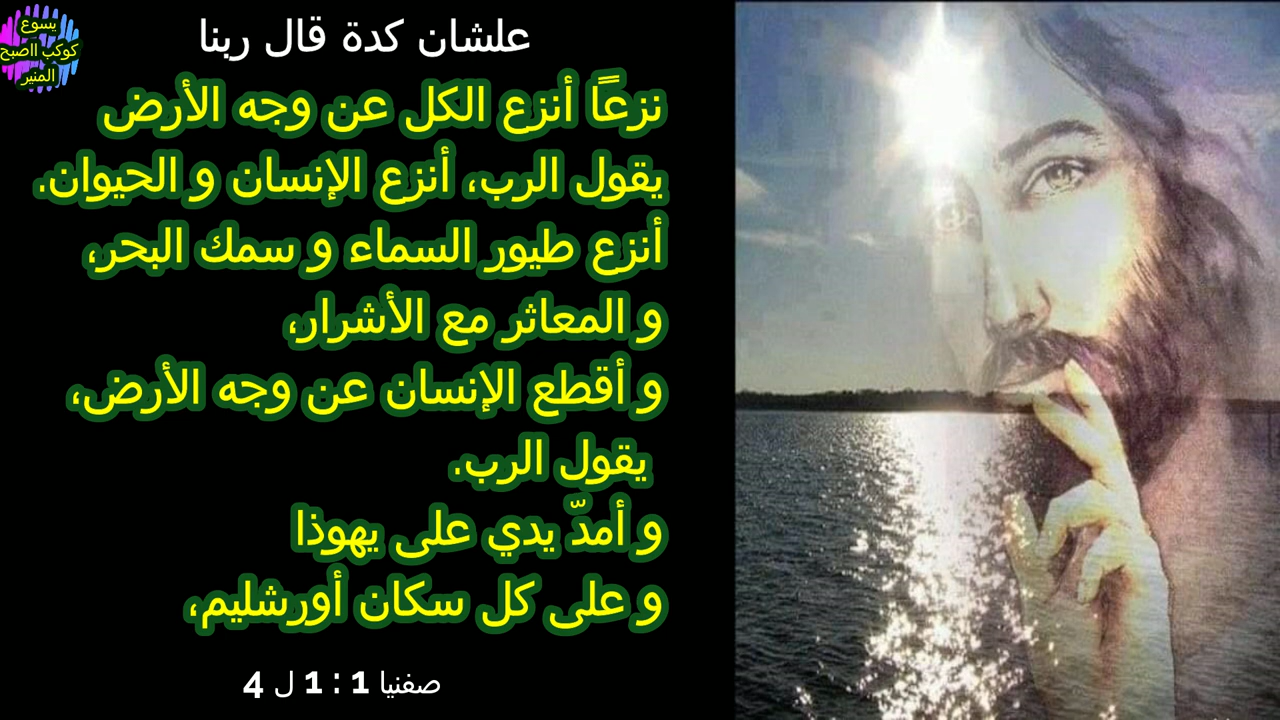 يسوع
كوكب الصبح
المنير
علشان كدة قال ربنا
نزعًا أنزع الكل عن وجه الأرض
يقول الرب، أنزع الإنسان و الحيوان.
أنزع طيور السماء و سمك البحر،
و المعاثر مع الأشرار،
و أقطع الإنسان عن وجه الأرض،
يقول الرب.
و أمدّ يدي على يهوذا
و على كل سكان أورشليم،
صفنيا 1 : 1 ل 4